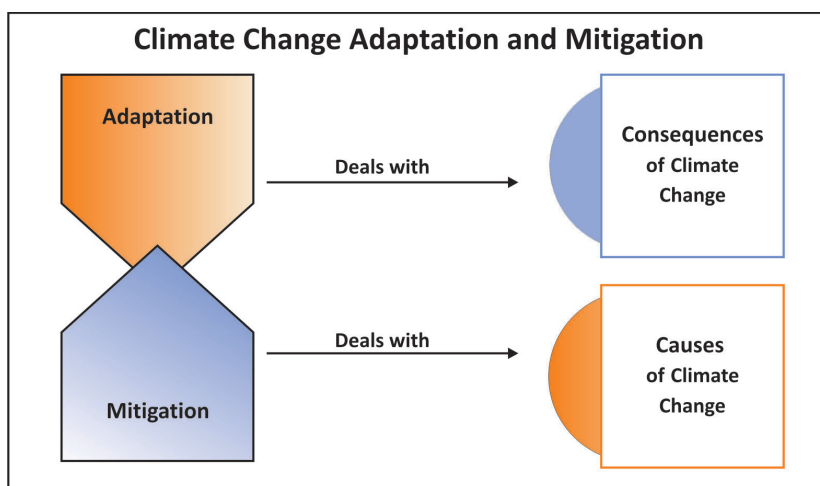 Climate Change Adaptation and Mitigation
Adaptation
Deals with
Consequences
of Climate
Change
Mitigation
Deals with
Causes
of Climate
Change